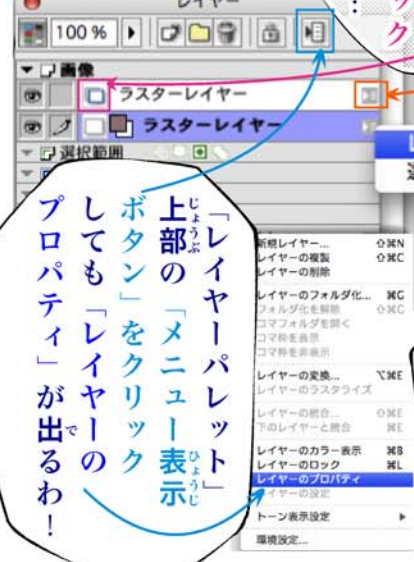 レイヤー
100 %
画像
ラスターレイヤー
ラスターレイヤー
選択範囲
「レイヤーパレット」
上部の「メニュー表示
ボタン」をクリック
しても「レイヤーの
プロパティ」が出るわ！
じょうぶ
ひょうじ
で
新規レイヤー... ⇧⌘N
レイヤーの複製 ⇧⌘C
レイヤーの削除
レイヤーのフォルダ化... ⌘G
フォルダ化を解除 ⇧⌘G
コマフォルダを開く
コマ枠を表示
コマ枠を非表示
レイヤーの変換... ⌥⌘E
レイヤーのラスタライズ
レイヤーの統合... ⇧⌘E
下のレイヤーと統合 ⌘E
レイヤーのカラー表示 ⌘B
レイヤーのロック ⌘L
レイヤーのプロパティ
レイヤーの設定
トーン表示設定
環境設定...
ク